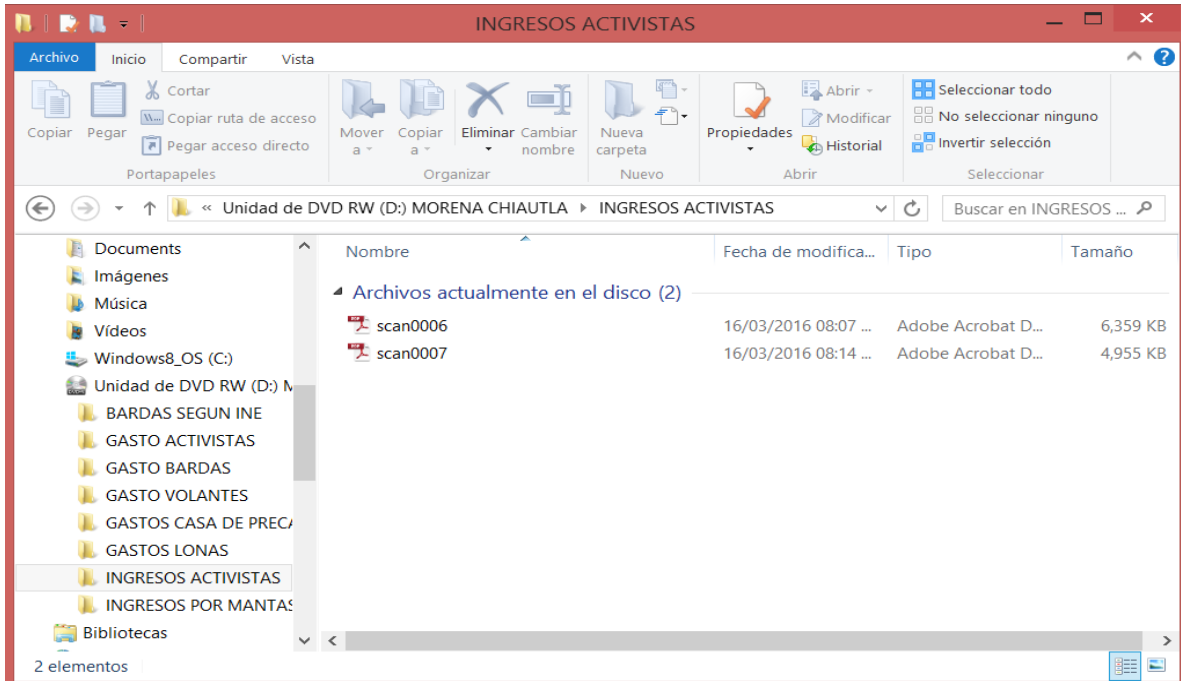 INGRESOS ACTIVISTAS
Archivo Inicio Compartir Vista
Copiar
Pegar
Cortar
Copiar ruta de acceso
Pegar acceso directo
Portapapeles
Mover a
Copiar a
Eliminar
Cambiar nombre
Organizar
Nueva carpeta
Nuevo
Propiedades
Abrir
Modificar
Historial
Abrir
Seleccionar todo
No seleccionar ninguno
Invertir selección
Seleccionar
« Unidad de DVD RW (D:) MORENA CHIAUTLA INGRESOS ACTIVISTAS
Buscar en INGRESOS ...
Documents
Imágenes
Música
Vídeos
Windows8_OS (C:)
Unidad de DVD RW (D:) M
BARDAS SEGUN INE
GASTO ACTIVISTAS
GASTO BARDAS
GASTO VOLANTES
GASTOS CASA DE PRECA
GASTOS LONAS
INGRESOS ACTIVISTAS
INGRESOS POR MANTAS
Bibliotecas
Nombre Fecha de modifica... Tipo Tamaño
Archivos actualmente en el disco (2)
scan0006 16/03/2016 08:07 ... Adobe Acrobat D... 6,359 KB
scan0007 16/03/2016 08:14 ... Adobe Acrobat D... 4,955 KB
2 elementos